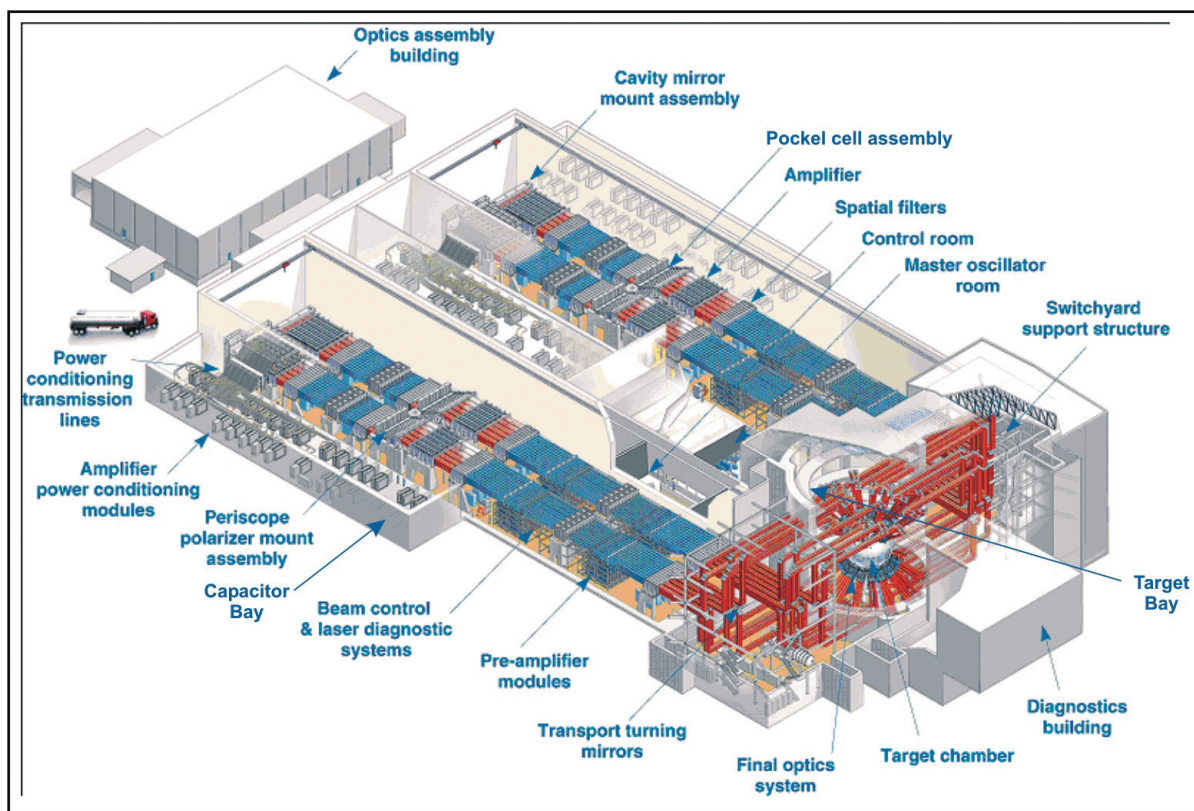 Optics assembly
building
Cavity mirror
mount assembly
Pockel cell assembly
Amplifier
Spatial filters
Control room
Master oscillator
room
Switchyard
support structure
Power
conditioning
transmission
lines
Amplifier
power conditioning
modules
Periscope
polarizer mount
assembly
Capacitor
Bay
Beam control
& laser diagnostic
systems
Pre-amplifier
modules
Transport turning
mirrors
Final optics
system
Target chamber
Diagnostics
building
Target
Bay